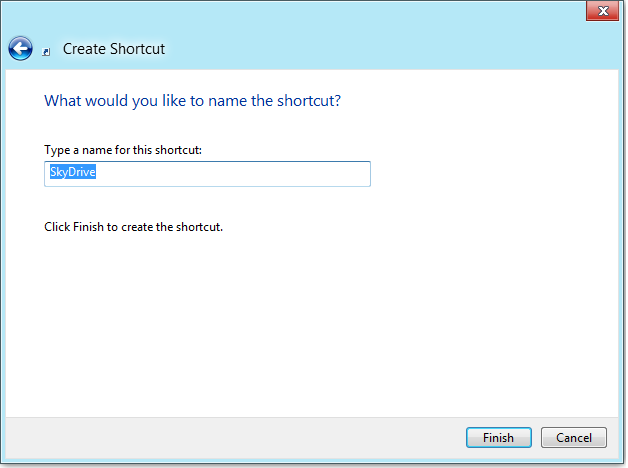 Create Shortcut
What would you like to name the shortcut?
Type a name for this shortcut:
SkyDrive
Click Finish to create the shortcut.
Finish Cancel